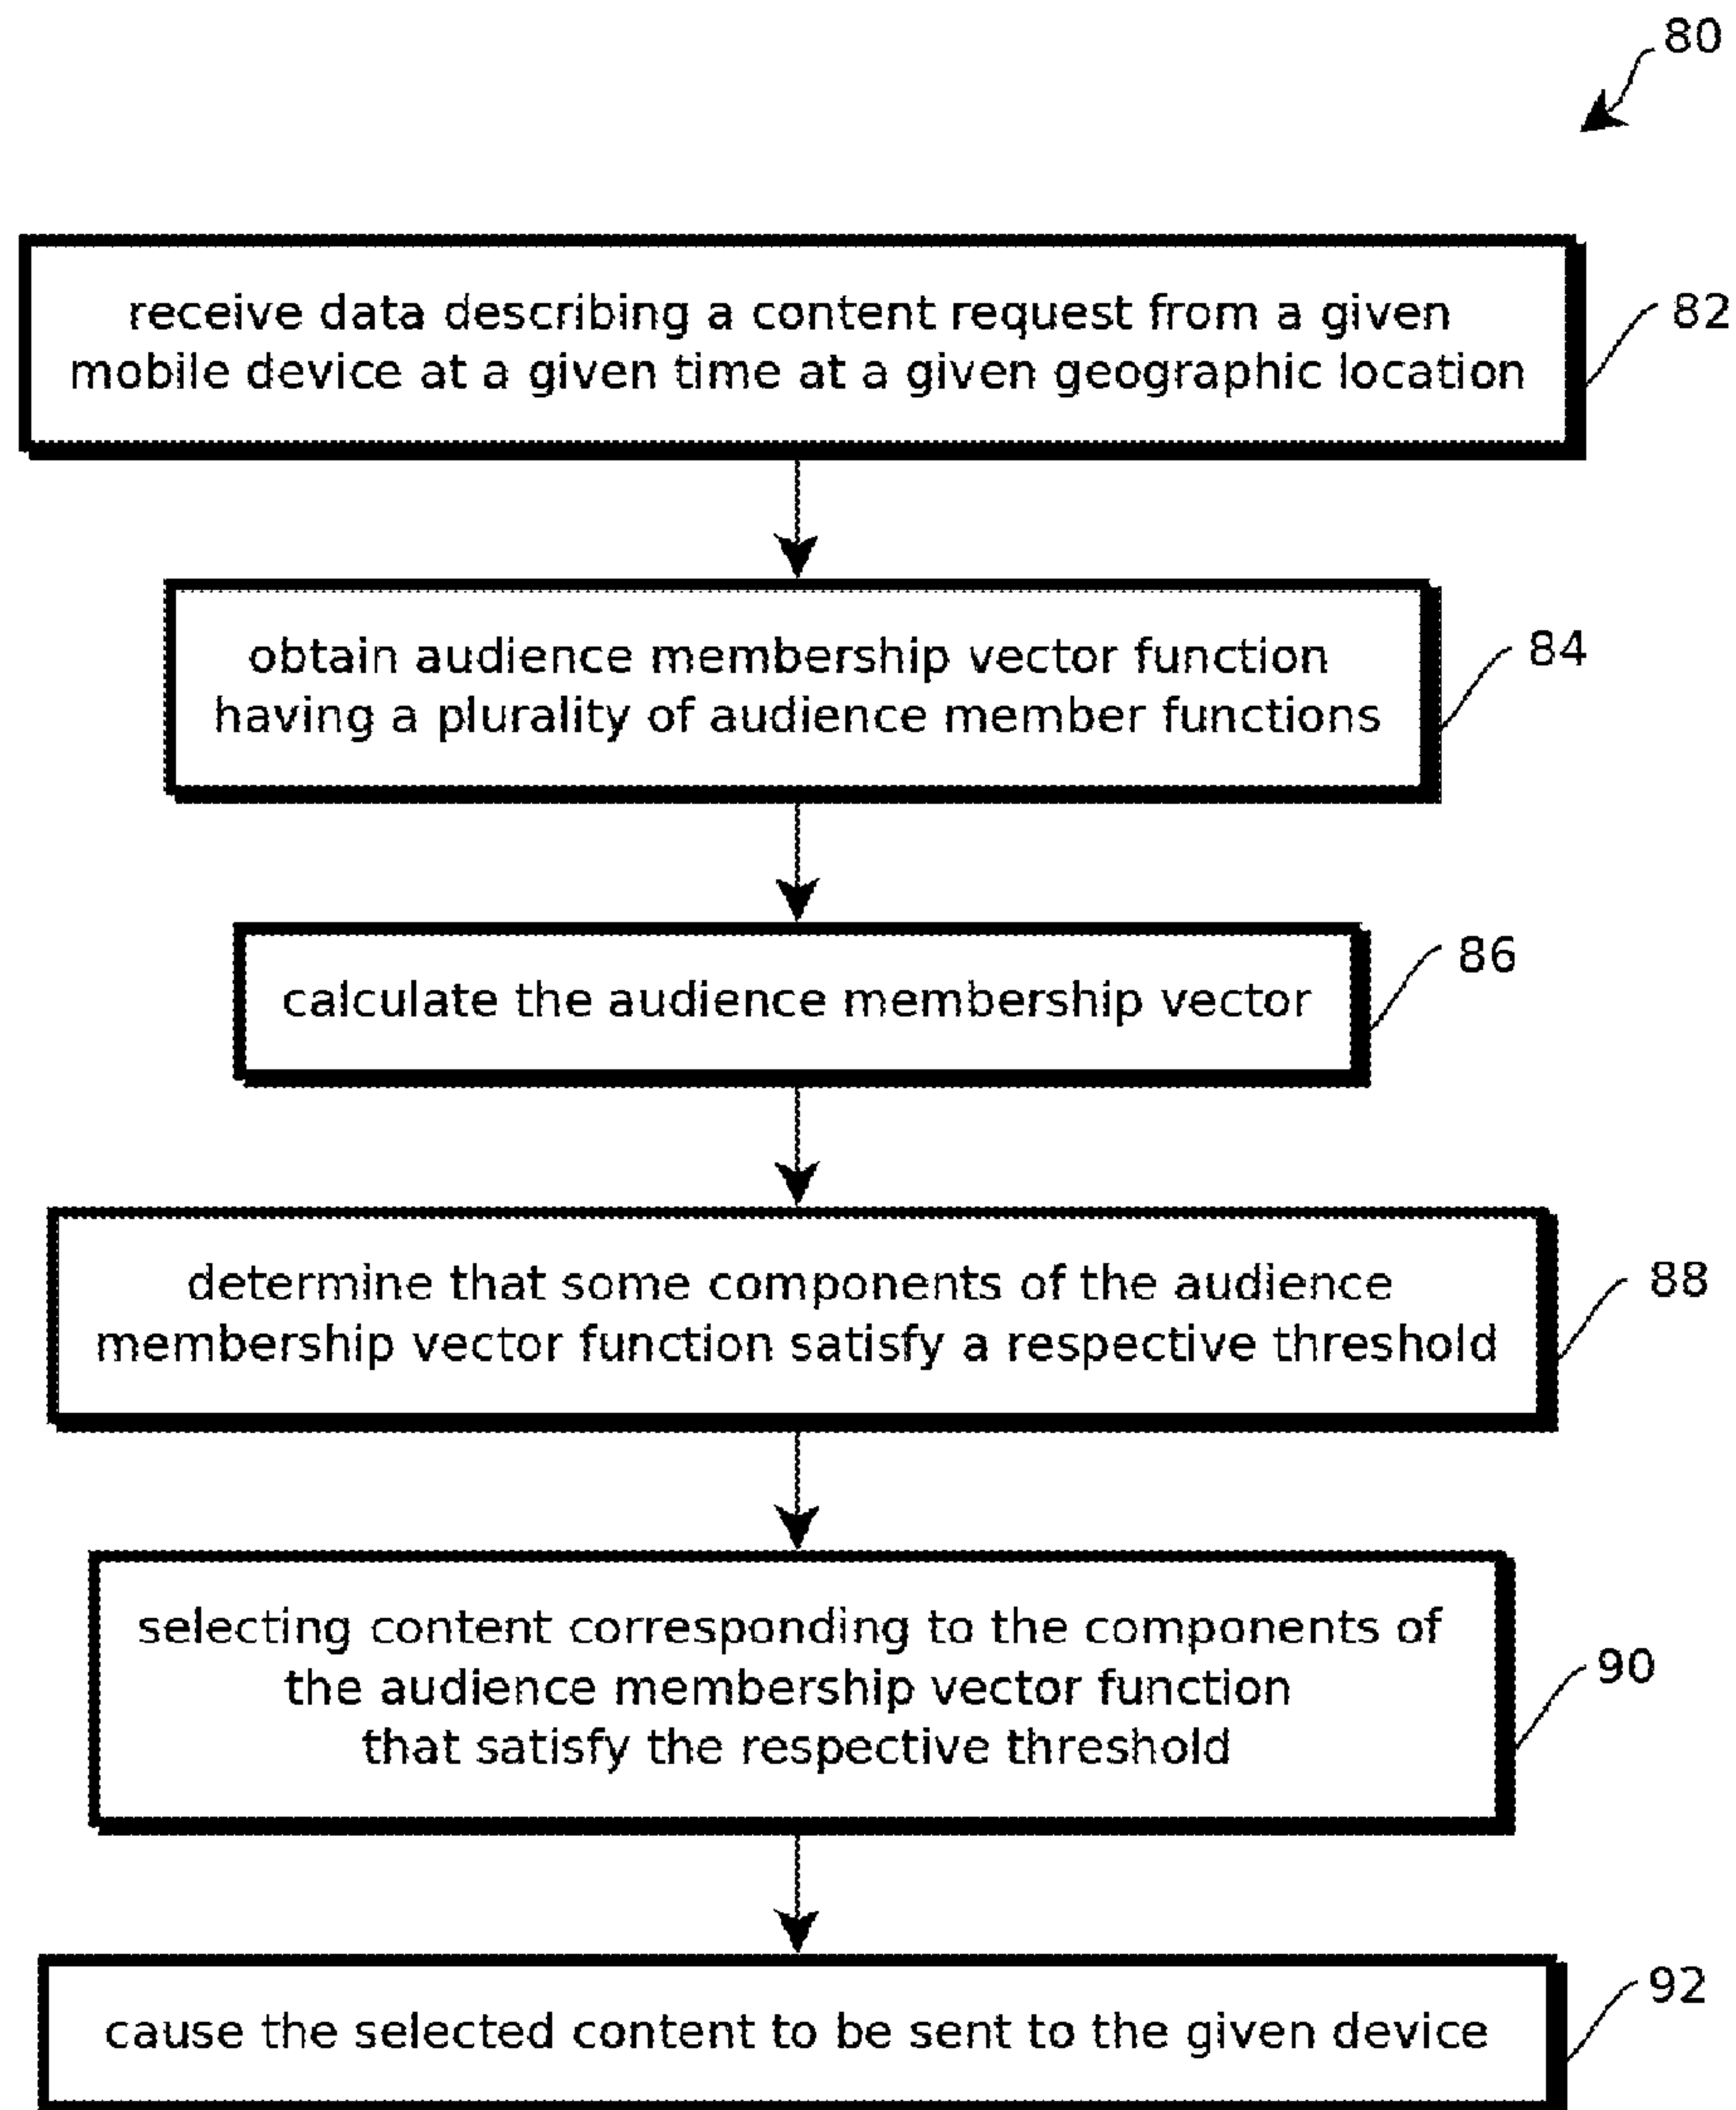 80
receive data describing a content request from a given
mobile device at a given time at a given geographic location
82
obtain audience membership vector function
having a plurality of audience member functions
84
calculate the audience membership vector
86
determine that some components of the audience
membership vector function satisfy a respective threshold
88
selecting content corresponding to the components of
the audience membership vector function
that satisfy the respective threshold
90
cause the selected content to be sent to the given device
92